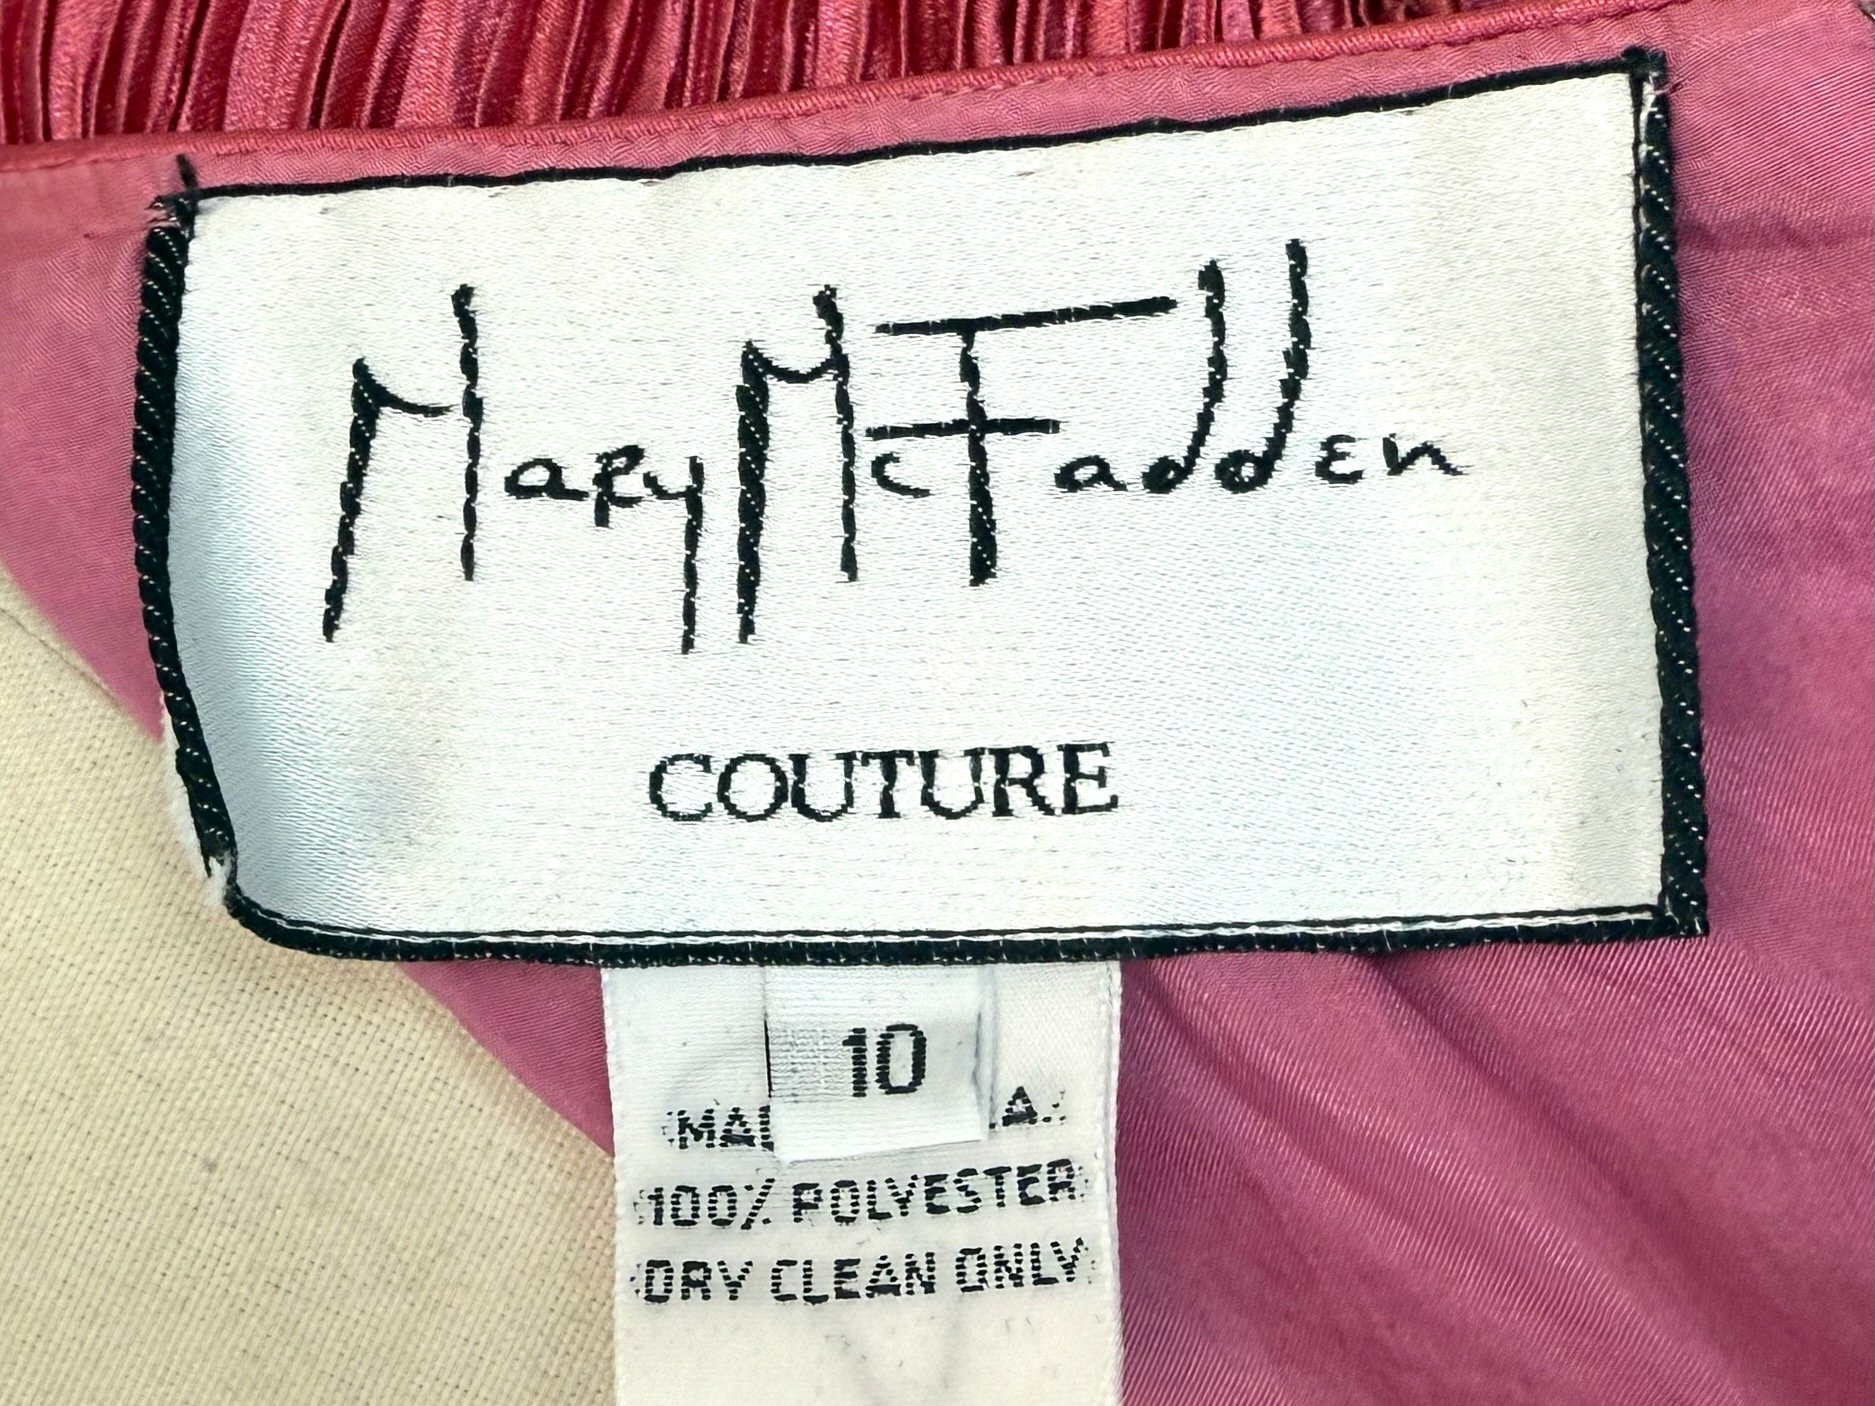 Mary McFadden
COUTURE
10
100% POLYESTER
DRY CLEAN ONLY